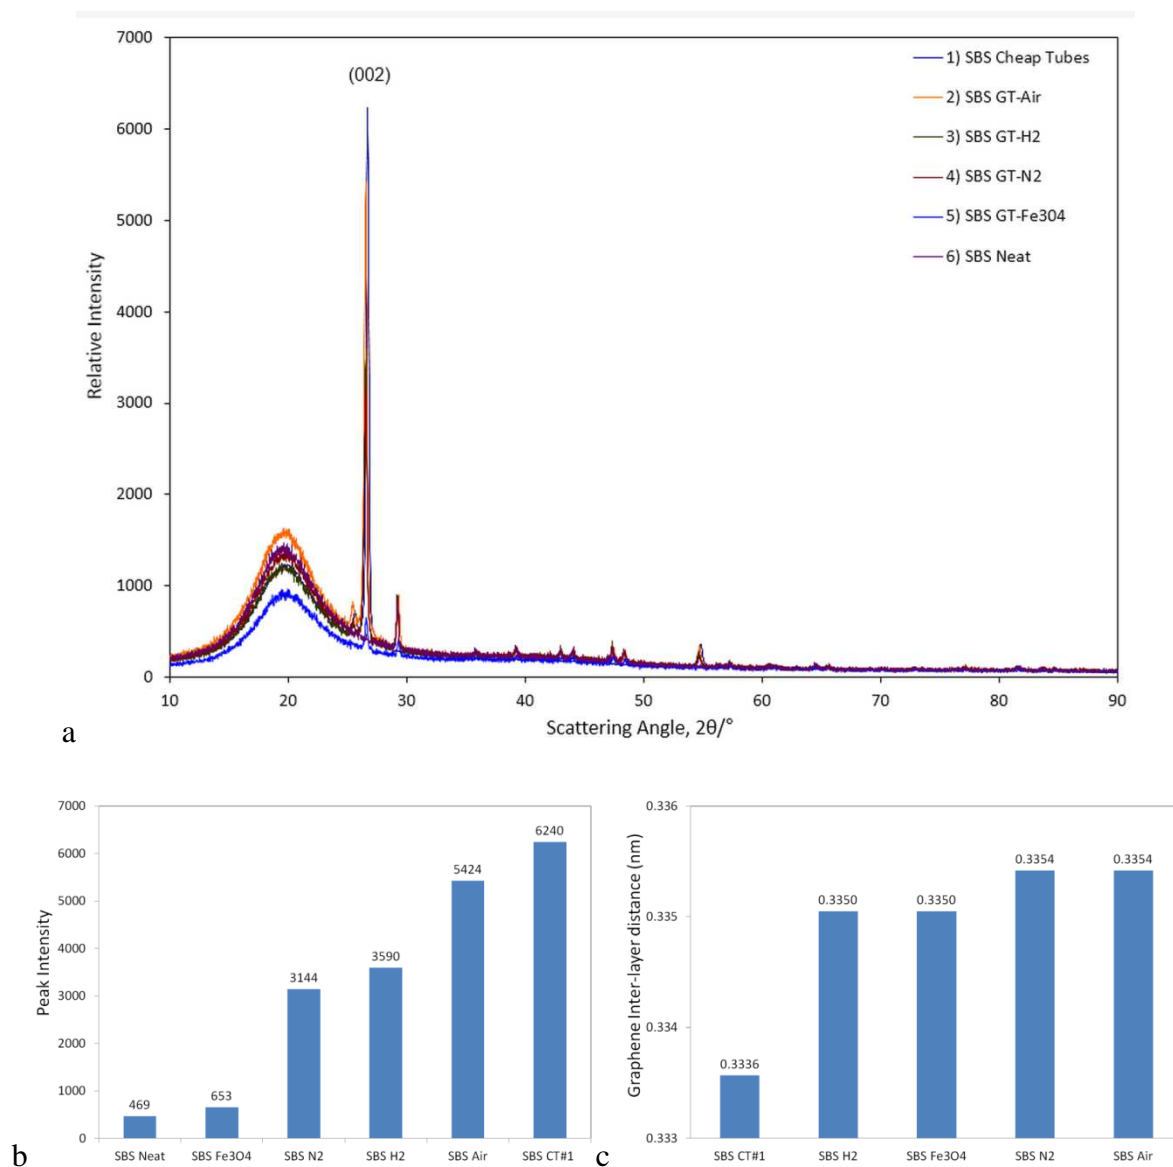 7000
6000
5000
4000
3000
2000
1000
0
Relative Intensity
(002)
1) SBS Cheap Tubes
2) SBS GT-Air
3) SBS GT-H2
4) SBS GT-N2
5) SBS GT-Fe304
6) SBS Neat
10 20 30 40 50 60 70 80 90
Scattering Angle, 2θ/°
a
7000
6000
5000
4000
3000
2000
1000
0
Peak Intensity
469 653 3144 3590 5424 6240
SBS Neat SBS Fe3O4 SBS N2 SBS H2 SBS Air SBS CT#1
b
0.336
0.335
0.334
0.333
Graphene Inter-layer distance (nm)
0.3336 0.3350 0.3350 0.3354 0.3354
SBS CT#1 SBS H2 SBS Fe3O4 SBS N2 SBS Air
c